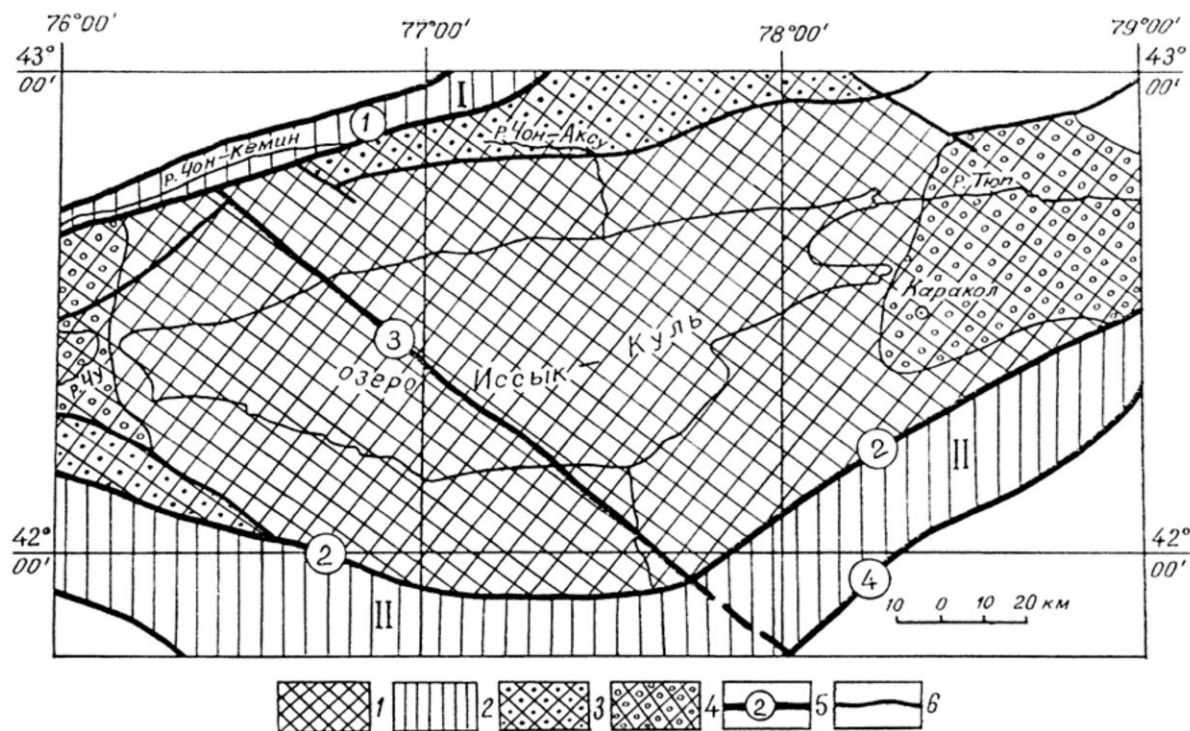 76°00' 77°00' 78°00' 79°00'
43° 00' 43° 00'
I
1
р. Чон-кемин
р. Чон-Аксу
р. Тюп
Каракол
3
Куль
Иссык-
озеро
р. Чу
2
II
42° 00' 42° 00'
2
4
II
10 0 10 20 км
1 2 3 4 2 5 6